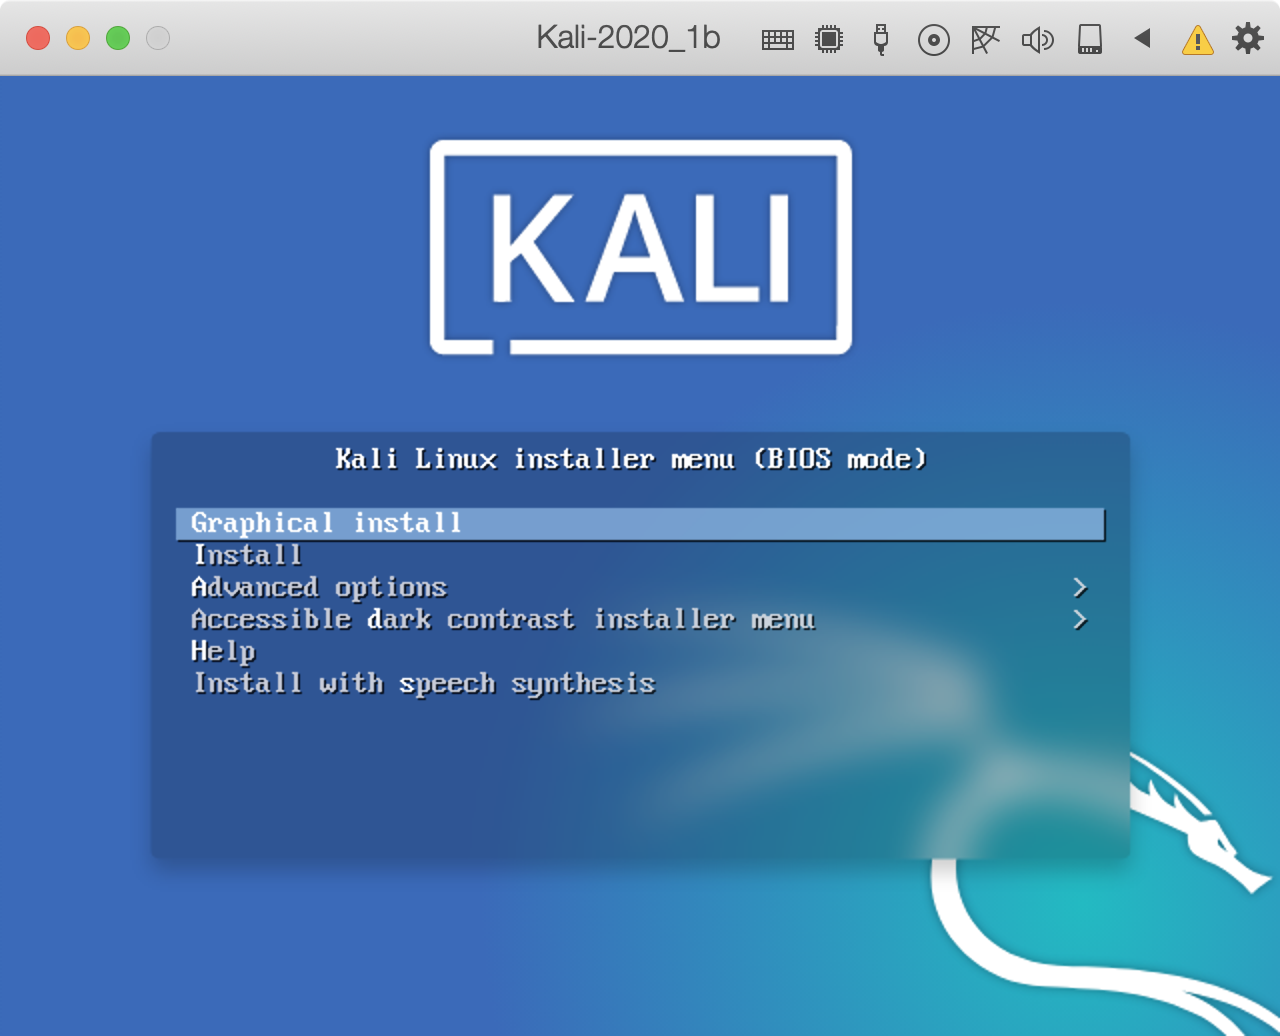 Kali-2020_1b
KALI
Kali Linux installer menu (BIOS mode)
Graphical install
Install
Advanced options >
Accessible dark contrast installer menu >
Help
Install with speech synthesis